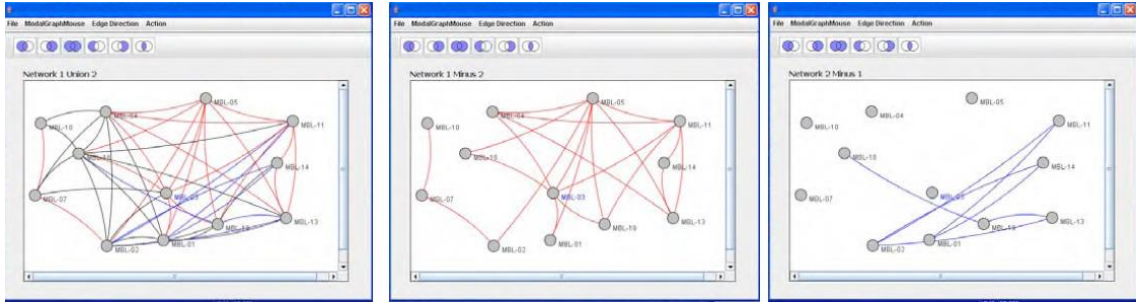 File ModalGraphMouse Edge Direction Action
Network 1 Union 2
MBL-05
MBL-04
MBL-10
MBL-11
MBL-14
MBL-07
MBL-03
MBL-13
MBL-19
MBL-02
MBL-01
File ModalGraphMouse Edge Direction Action
Network 1 Minus 2
MBL-05
MBL-04
MBL-10
MBL-11
MBL-14
MBL-07
MBL-03
MBL-13
MBL-19
MBL-02
MBL-01
File ModalGraphMouse Edge Direction Action
Network 2 Minus 1
MBL-05
MBL-04
MBL-10
MBL-11
MBL-14
MBL-07
MBL-13
MBL-02
MBL-01